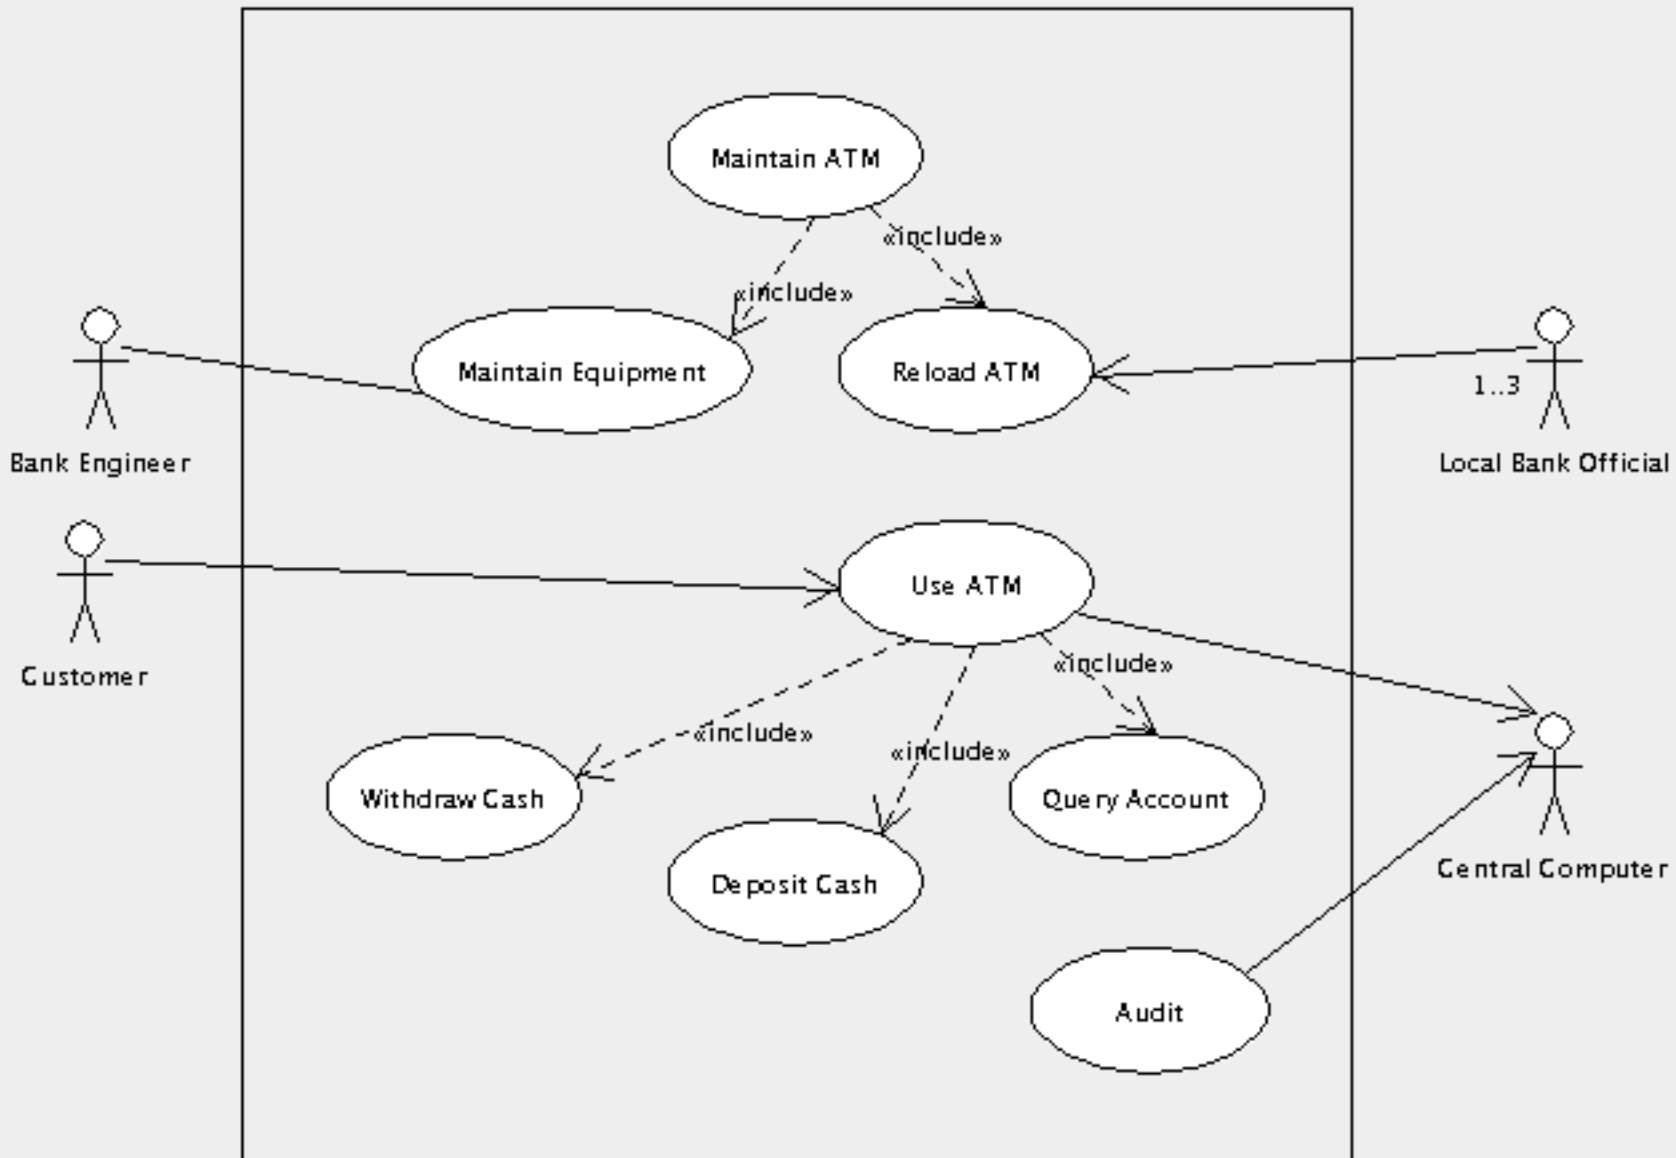 Maintain ATM
«include»
«include»
Maintain Equipment
Reload ATM
1..3
Bank Engineer
Local Bank Official
Use ATM
Customer
«include»
«include»
«include»
Withdraw Cash
Query Account
Deposit Cash
Central Computer
Audit